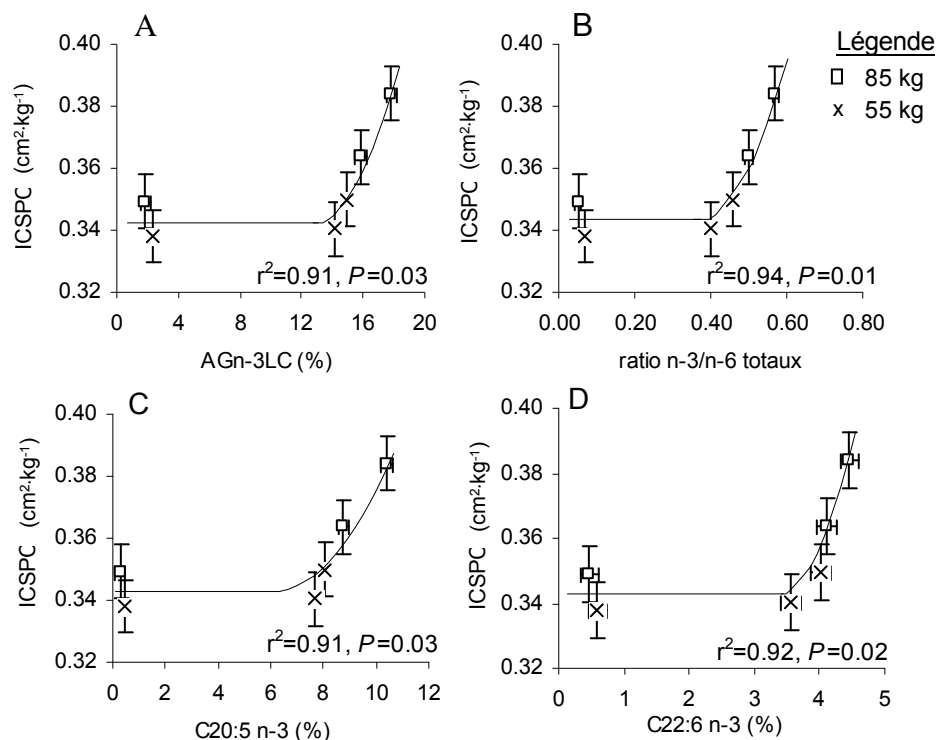 A
ICSPC (cm²·kg⁻¹)
0.40
0.38
0.36
0.34
0.32
r²=0.91, P=0.03
0 4 8 12 16 20
AGn-3LC (%)
B
ICSPC (cm²·kg⁻¹)
0.40
0.38
0.36
0.34
0.32
r²=0.94, P=0.01
0.00 0.20 0.40 0.60 0.80
ratio n-3/n-6 totaux
Légende
85 kg
× 55 kg
C
ICSPC (cm²·kg⁻¹)
0.40
0.38
0.36
0.34
0.32
r²=0.91, P=0.03
0 2 4 6 8 10 12
C20:5 n-3 (%)
D
ICSPC (cm²·kg⁻¹)
0.40
0.38
0.36
0.34
0.32
r²=0.92, P=0.02
0 1 2 3 4 5
C22:6 n-3 (%)